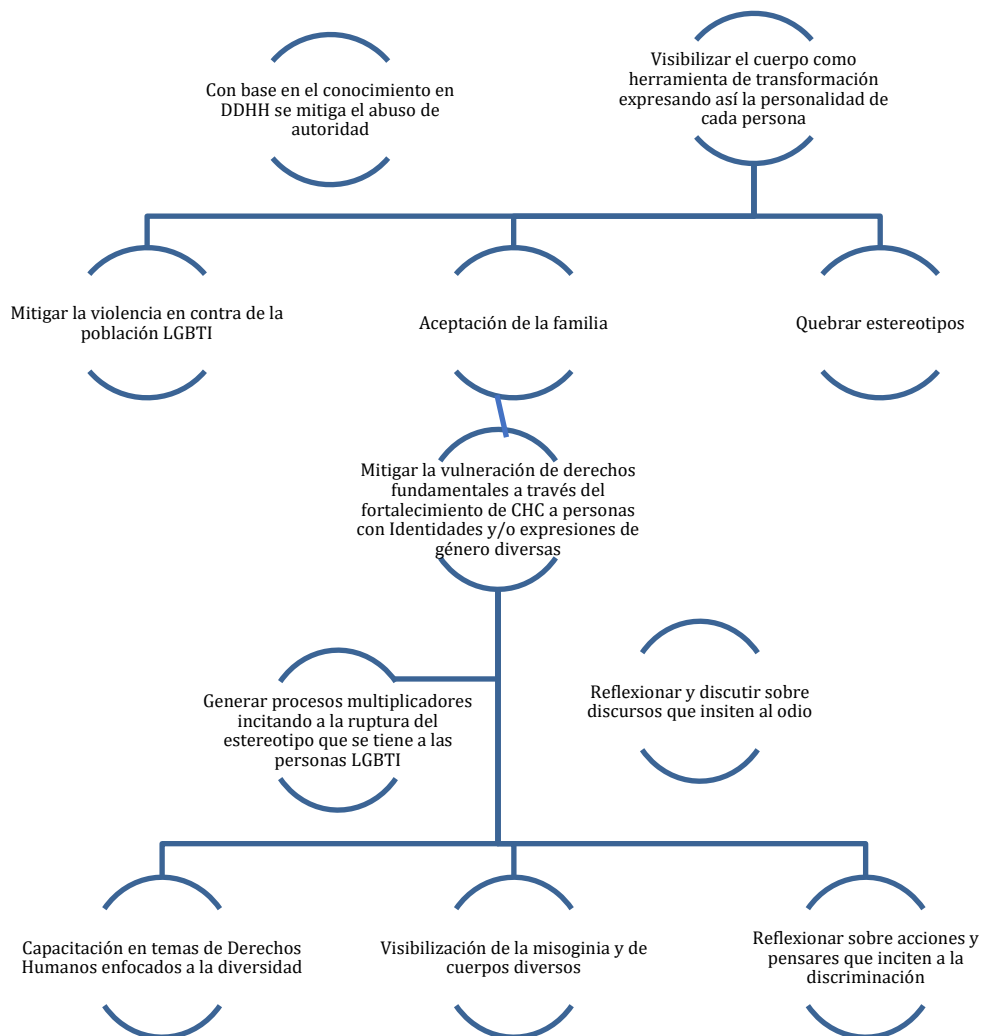 Con base en el conocimiento en
DDHH se mitiga el abuso de
autoridad
Visibilizar el cuerpo como
herramienta de transformación
expresando así la personalidad de
cada persona
Mitigar la violencia en contra de la
población LGBTI
Aceptación de la familia
Quebrar estereotipos
Mitigar la vulneración de derechos
fundamentales a través del
fortalecimiento de CHC a personas
con Identidades y/o expresiones de
género diversas
Generar procesos multiplicadores
incitando a la ruptura del
estereotipo que se tiene a las
personas LGBTI
Reflexionar y discutir sobre
discursos que insiten al odio
Capacitación en temas de Derechos
Humanos enfocados a la diversidad
Visibilización de la misoginia y de
cuerpos diversos
Reflexionar sobre acciones y
pensares que inciten a la
discriminación